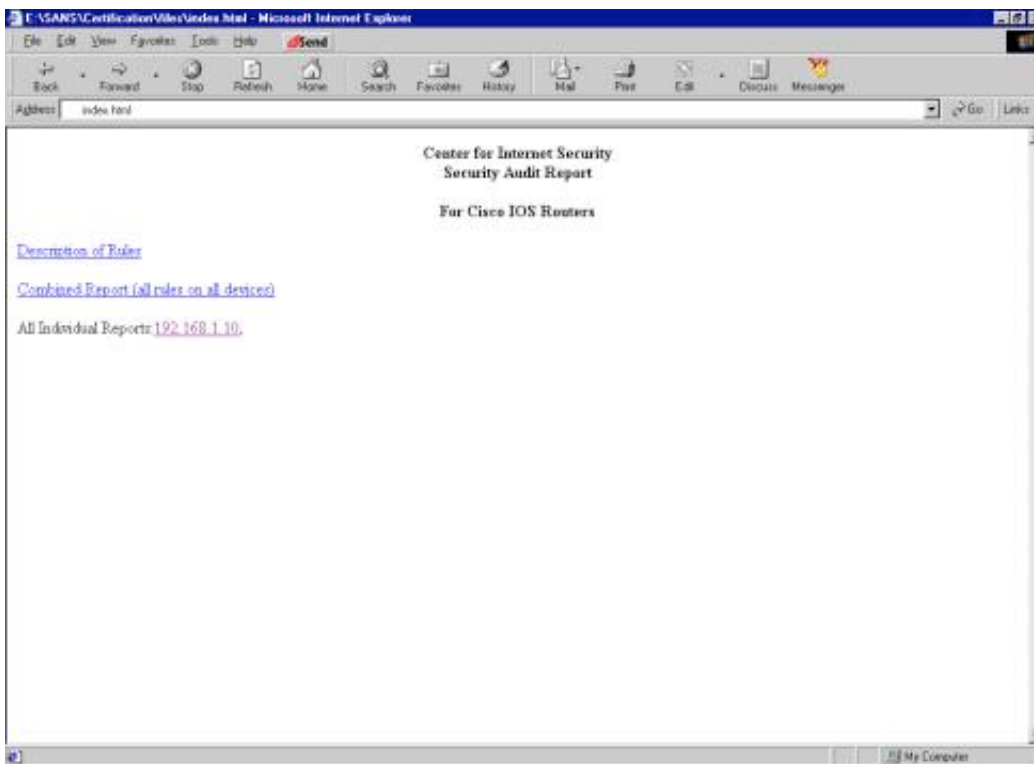 E:\SANS\Certification\files\index.html - Microsoft Internet Explorer
File Edit View Favorites Tools Help Send
Back Forward Stop Refresh Home Search Favorites History Mail Print Edit Discuss Messenger
Address index.html Go Links
Center for Internet Security
Security Audit Report
For Cisco IOS Routers
Description of Rules
Combined Report (all rules on all devices)
All Individual Reports 192.168.1.10.
My Computer